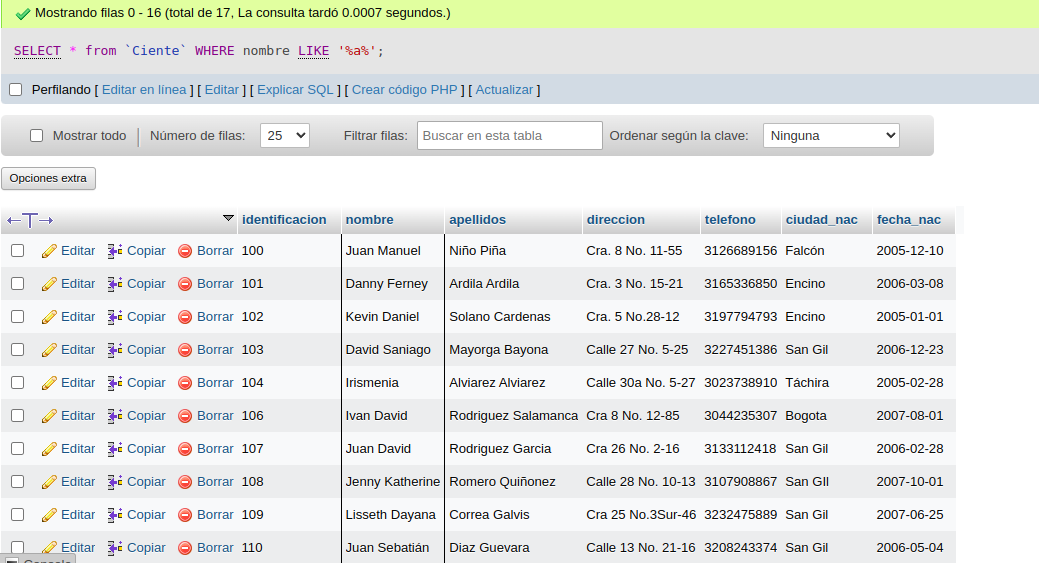 Mostrando filas 0 - 16 (total de 17, La consulta tardó 0.0007 segundos.)
SELECT * from `Ciente` WHERE nombre LIKE '%a%';
Perfilando [ Editar en línea ] [ Editar ] [ Explicar SQL ] [ Crear código PHP ] [ Actualizar ]
Mostrar todo Número de filas: 25 Filtrar filas: Buscar en esta tabla Ordenar según la clave: Ninguna
Opciones extra
identificacion nombre apellidos direccion telefono ciudad_nac fecha_nac
Editar Copiar Borrar 100 Juan Manuel Niño Piña Cra. 8 No. 11-55 3126689156 Falcón 2005-12-10
Editar Copiar Borrar 101 Danny Ferney Ardila Ardila Cra. 3 No. 15-21 3165336850 Encino 2006-03-08
Editar Copiar Borrar 102 Kevin Daniel Solano Cardenas Cra. 5 No.28-12 3197794793 Encino 2005-01-01
Editar Copiar Borrar 103 David Saniago Mayorga Bayona Calle 27 No. 5-25 3227451386 San Gil 2006-12-23
Editar Copiar Borrar 104 Irismenia Alviarez Alviarez Calle 30a No. 5-27 3023738910 Táchira 2005-02-28
Editar Copiar Borrar 106 Ivan David Rodriguez Salamanca Cra 8 No. 12-85 3044235307 Bogota 2007-08-01
Editar Copiar Borrar 107 Juan David Rodriguez Garcia Cra 26 No. 2-16 3133112418 San Gil 2006-02-28
Editar Copiar Borrar 108 Jenny Katherine Romero Quiñonez Calle 28 No. 10-13 3107908867 San GIl 2007-10-01
Editar Copiar Borrar 109 Lisseth Dayana Correa Galvis Cra 25 No.3Sur-46 3232475889 San Gil 2007-06-25
Editar Copiar Borrar 110 Juan Sebatián Diaz Guevara Calle 13 No. 21-16 3208243374 San Gil 2006-05-04